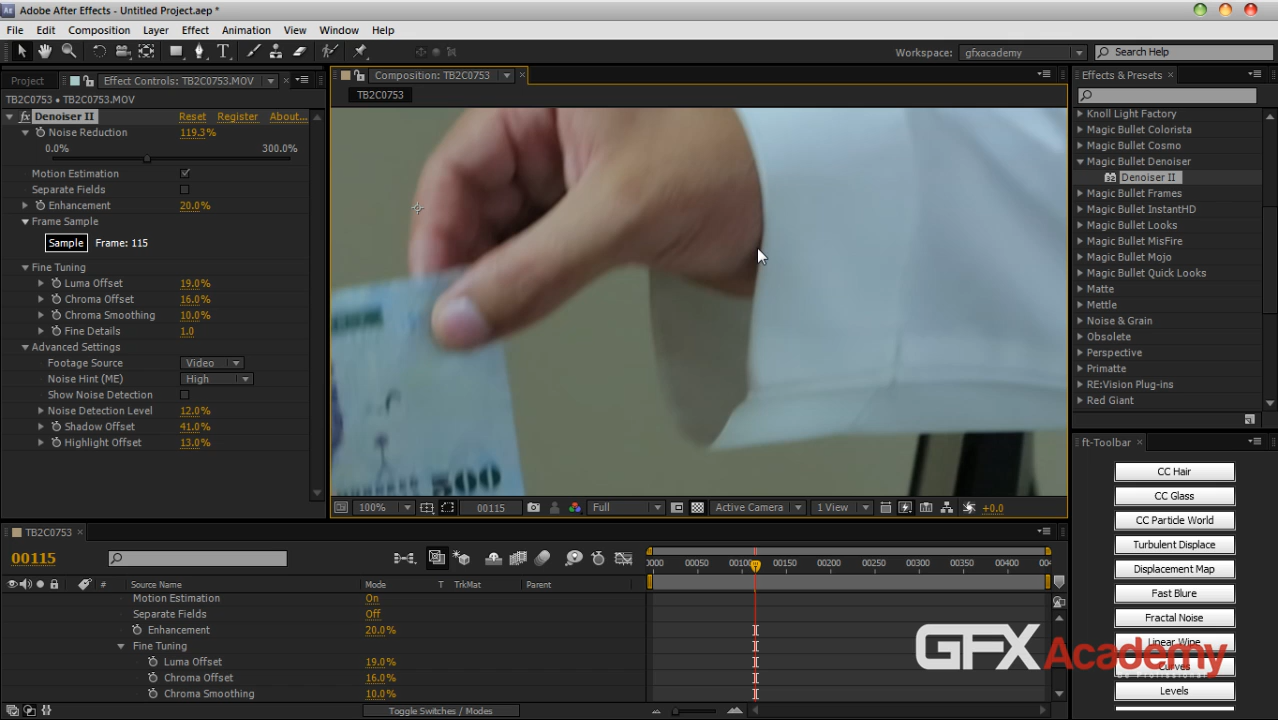 Adobe After Effects - Untitled Project.aep *
File Edit Composition Layer Effect Animation View Window Help
Workspace: gfxacademy Search Help
Project Effect Controls: TB2C0753.MOV
TB2C0753 • TB2C0753.MOV
fx Denoiser II Reset Register About...
Noise Reduction 119.3%
0.0% 300.0%
Motion Estimation
Separate Fields
Enhancement 20.0%
Frame Sample
Sample Frame: 115
Fine Tuning
Luma Offset 19.0%
Chroma Offset 16.0%
Chroma Smoothing 10.0%
Fine Details 1.0
Advanced Settings
Footage Source Video
Noise Hint (ME) High
Show Noise Detection
Noise Detection Level 12.0%
Shadow Offset 41.0%
Highlight Offset 13.0%
Composition: TB2C0753
TB2C0753
500
100% 00115 Full Active Camera 1 View +0.0
Effects & Presets
Knoll Light Factory
Magic Bullet Colorista
Magic Bullet Cosmo
Magic Bullet Denoiser
32 Denoiser II
Magic Bullet Frames
Magic Bullet InstantHD
Magic Bullet Looks
Magic Bullet MisFire
Magic Bullet Mojo
Magic Bullet Quick Looks
Matte
Mettle
Noise & Grain
Obsolete
Perspective
Primatte
RE:Vision Plug-ins
Red Giant
ft-Toolbar
CC Hair
CC Glass
CC Particle World
Turbulent Displace
Displacement Map
Fast Blure
Fractal Noise
Linear Wipe
Curves
Levels
TB2C0753
00115
# Source Name Mode T TrkMat Parent
0000 00050 00100 00150 00200 00250 00300 00350 00400 004
Motion Estimation On
Separate Fields Off
Enhancement 20.0%
Fine Tuning
Luma Offset 19.0%
Chroma Offset 16.0%
Chroma Smoothing 10.0%
Toggle Switches / Modes
GFXAcademy